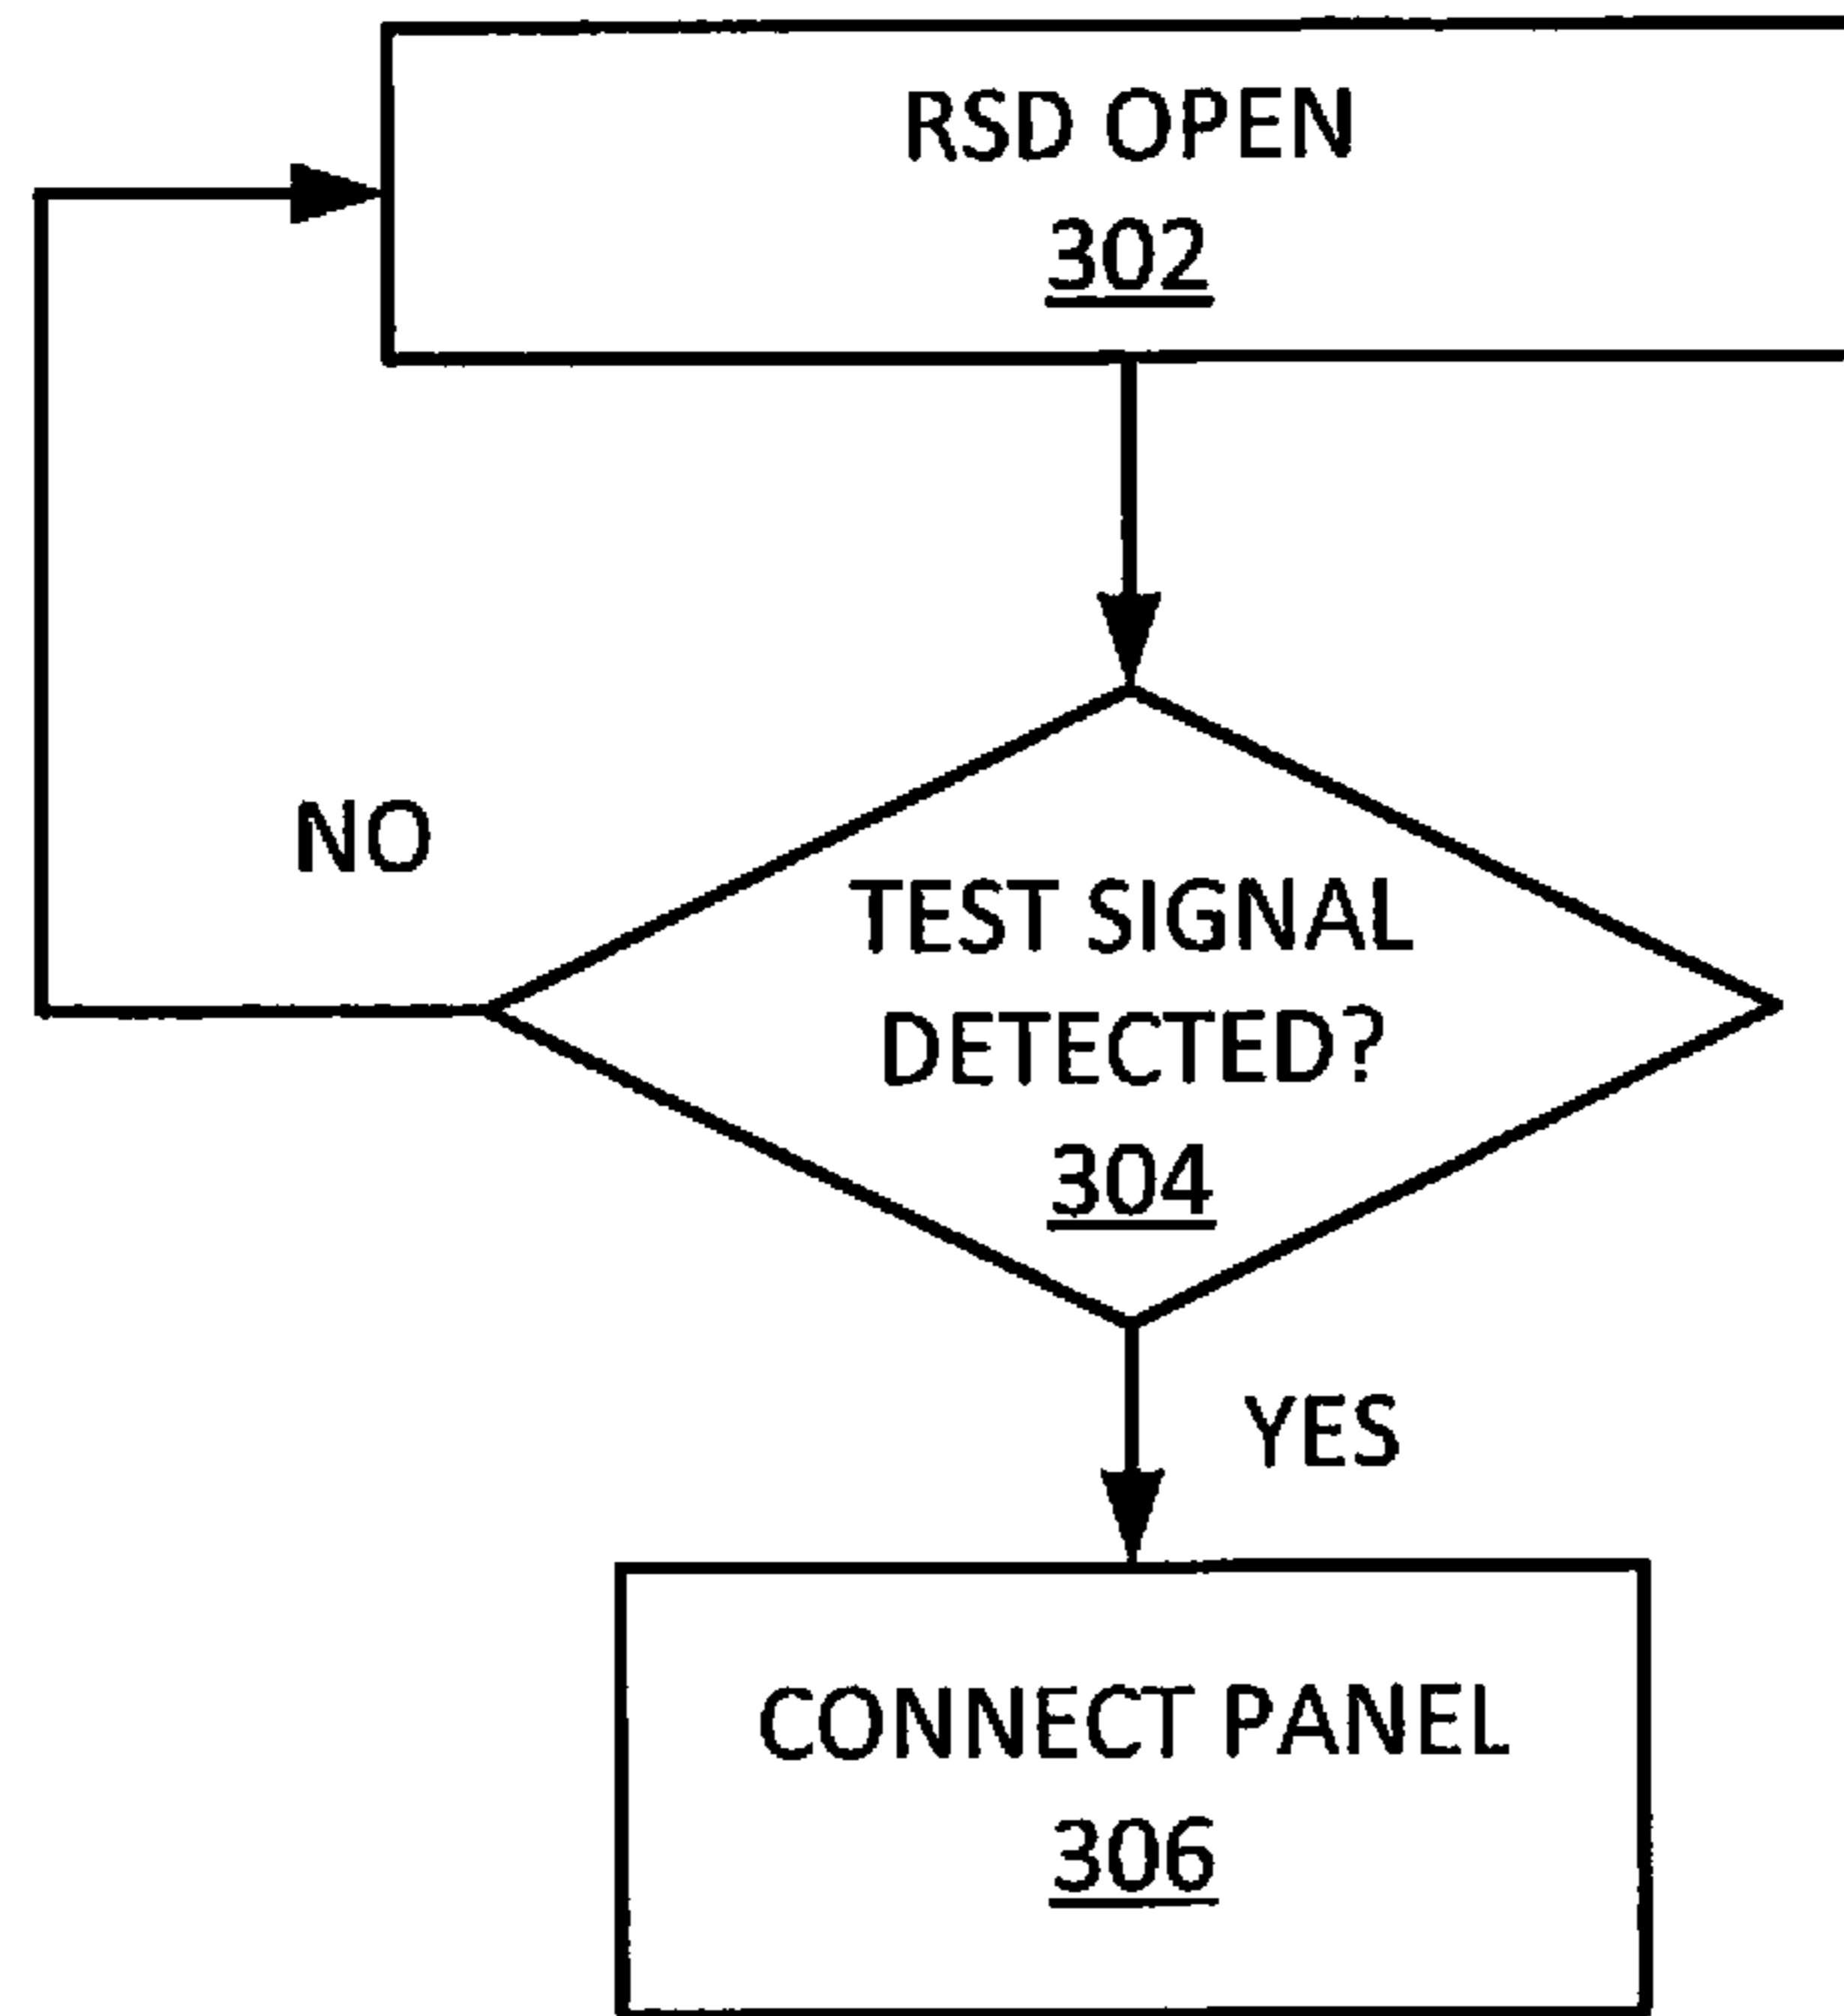 RSD OPEN
302
NO
TEST SIGNAL
DETECTED?
304
YES
CONNECT PANEL
306